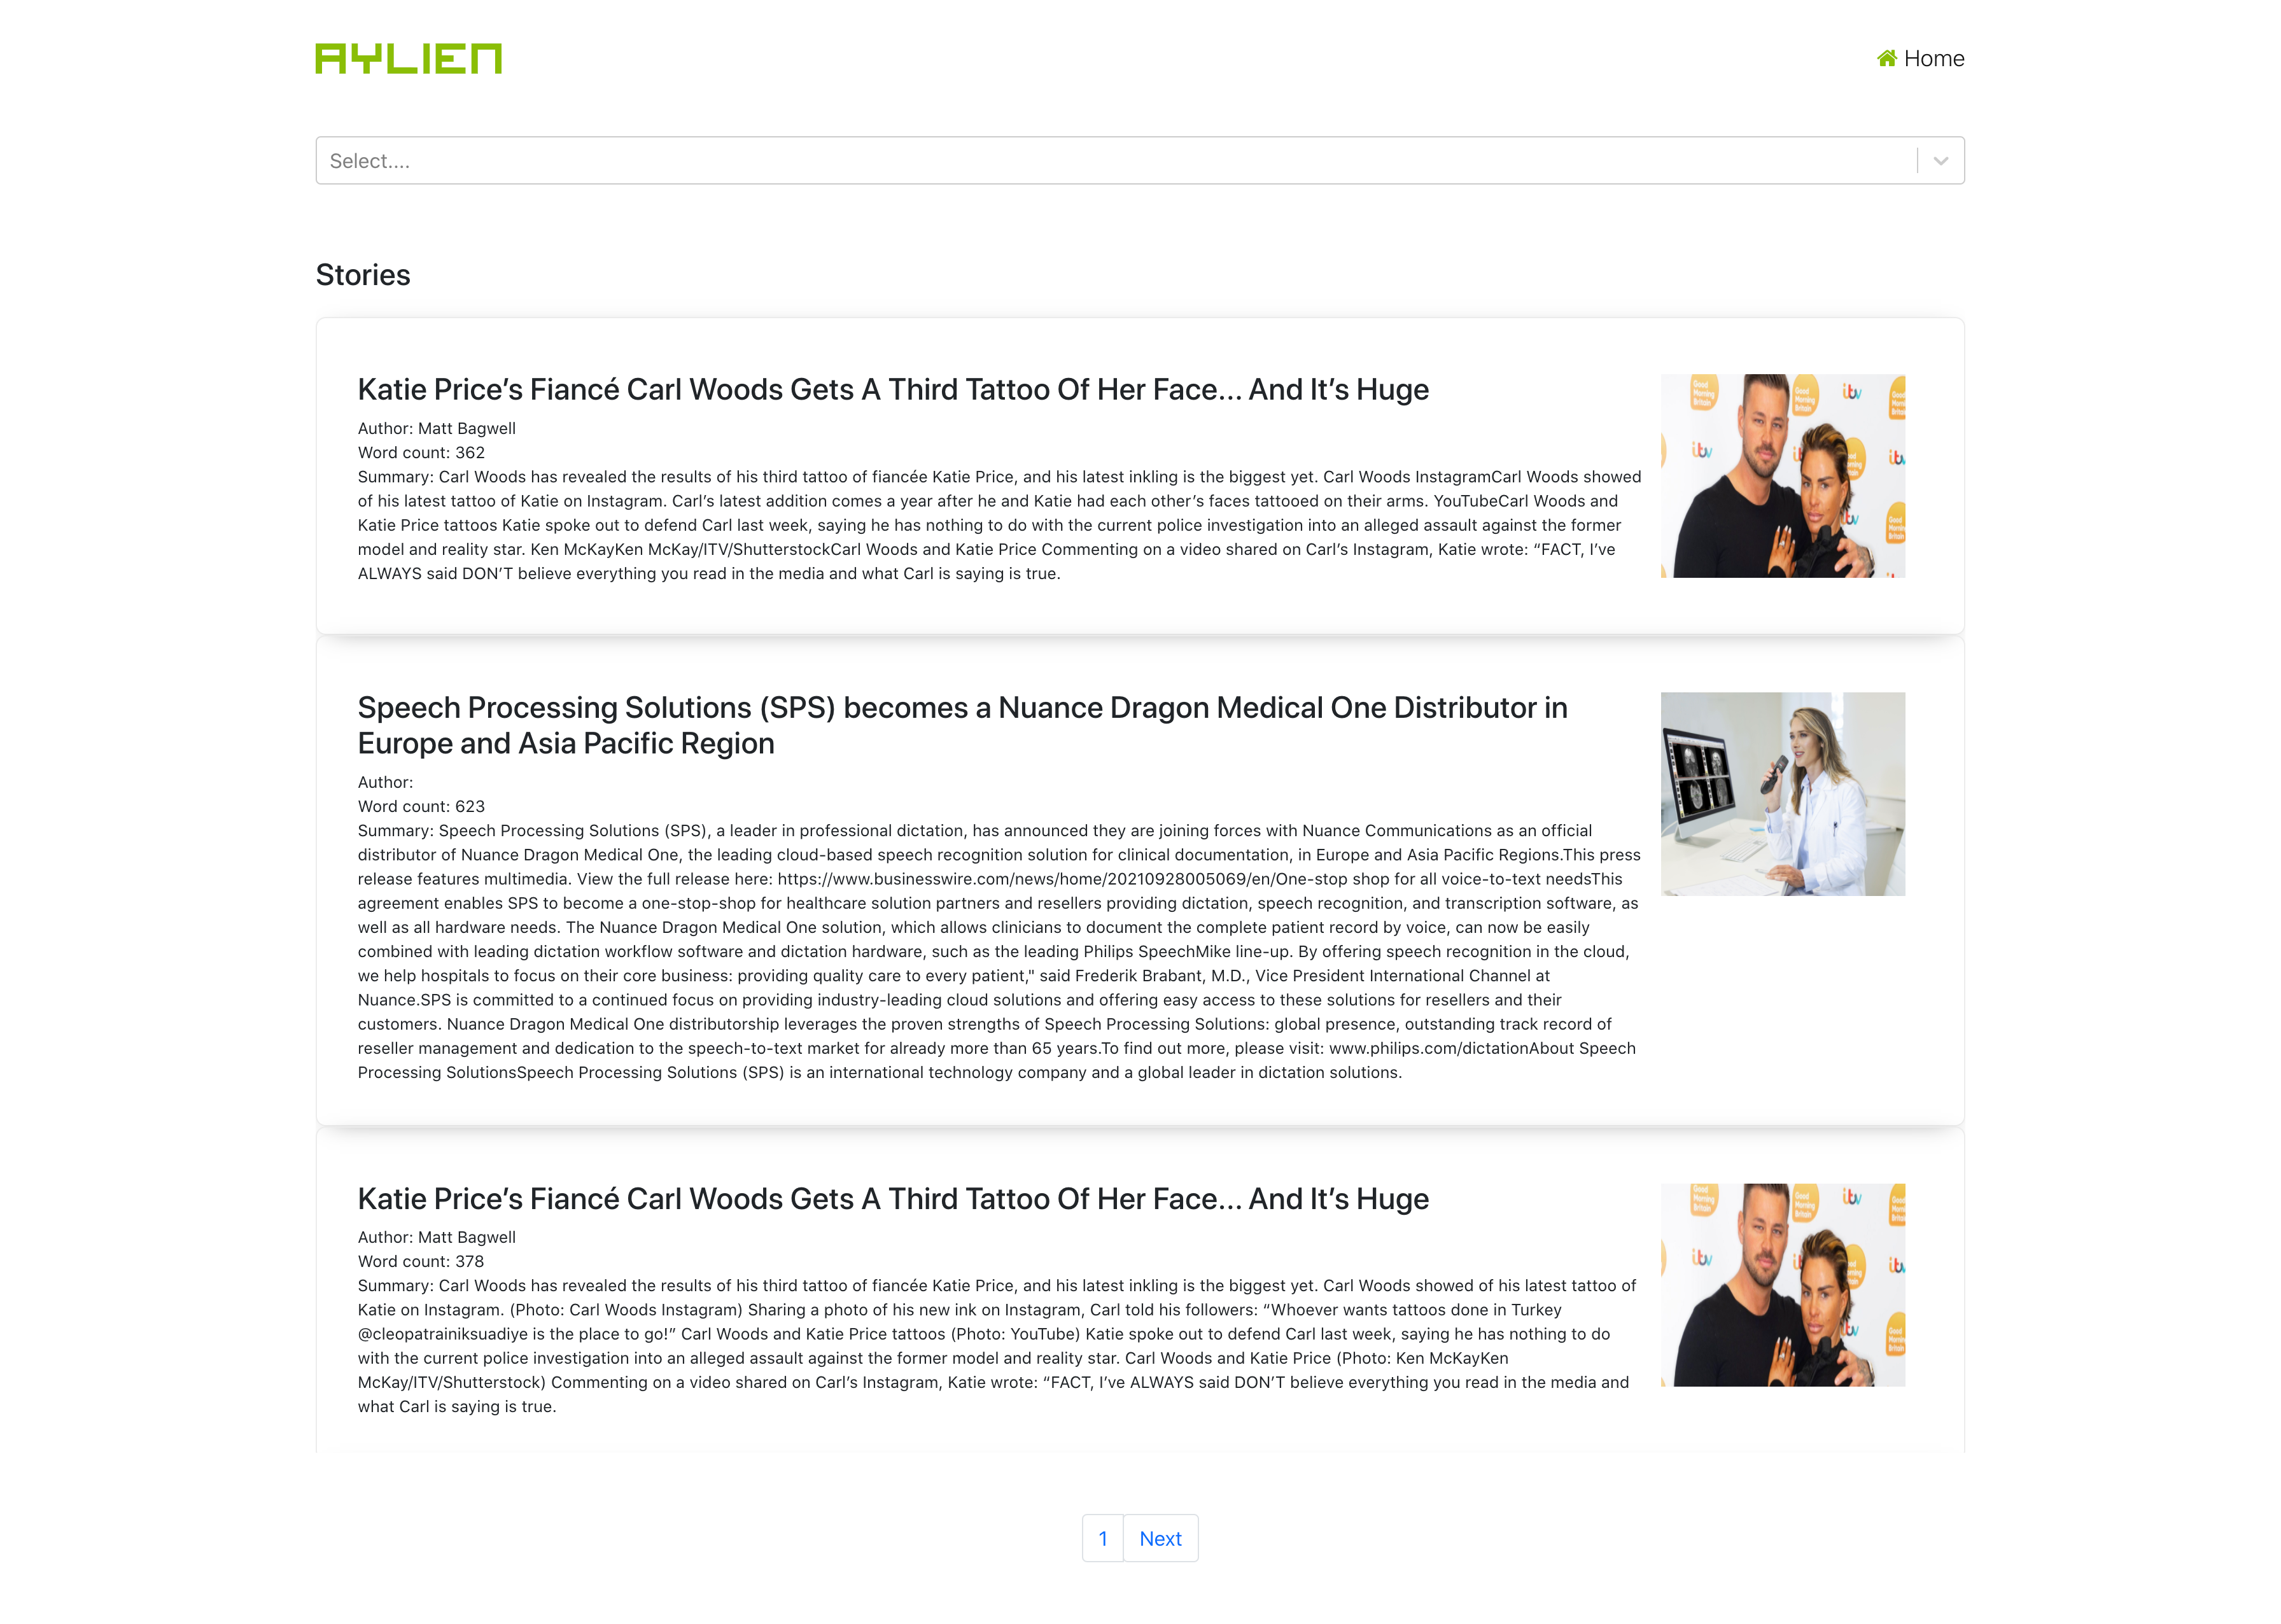 AYLIEN
Home
Select....
Stories
Katie Price’s Fiancé Carl Woods Gets A Third Tattoo Of Her Face... And It’s Huge
Author: Matt Bagwell
Word count: 362
Summary: Carl Woods has revealed the results of his third tattoo of fiancée Katie Price, and his latest inkling is the biggest yet. Carl Woods InstagramCarl Woods showed
of his latest tattoo of Katie on Instagram. Carl’s latest addition comes a year after he and Katie had each other’s faces tattooed on their arms. YouTubeCarl Woods and
Katie Price tattoos Katie spoke out to defend Carl last week, saying he has nothing to do with the current police investigation into an alleged assault against the former
model and reality star. Ken McKayKen McKay/ITV/ShutterstockCarl Woods and Katie Price Commenting on a video shared on Carl’s Instagram, Katie wrote: “FACT, I’ve
ALWAYS said DON’T believe everything you read in the media and what Carl is saying is true.
Good
Morning
Britain
itv
Speech Processing Solutions (SPS) becomes a Nuance Dragon Medical One Distributor in
Europe and Asia Pacific Region
Author:
Word count: 623
Summary: Speech Processing Solutions (SPS), a leader in professional dictation, has announced they are joining forces with Nuance Communications as an official
distributor of Nuance Dragon Medical One, the leading cloud-based speech recognition solution for clinical documentation, in Europe and Asia Pacific Regions.This press
release features multimedia. View the full release here: https://www.businesswire.com/news/home/20210928005069/en/One-stop shop for all voice-to-text needsThis
agreement enables SPS to become a one-stop-shop for healthcare solution partners and resellers providing dictation, speech recognition, and transcription software, as
well as all hardware needs. The Nuance Dragon Medical One solution, which allows clinicians to document the complete patient record by voice, can now be easily
combined with leading dictation workflow software and dictation hardware, such as the leading Philips SpeechMike line-up. By offering speech recognition in the cloud,
we help hospitals to focus on their core business: providing quality care to every patient," said Frederik Brabant, M.D., Vice President International Channel at
Nuance.SPS is committed to a continued focus on providing industry-leading cloud solutions and offering easy access to these solutions for resellers and their
customers. Nuance Dragon Medical One distributorship leverages the proven strengths of Speech Processing Solutions: global presence, outstanding track record of
reseller management and dedication to the speech-to-text market for already more than 65 years.To find out more, please visit: www.philips.com/dictationAbout Speech
Processing SolutionsSpeech Processing Solutions (SPS) is an international technology company and a global leader in dictation solutions.
Katie Price’s Fiancé Carl Woods Gets A Third Tattoo Of Her Face... And It’s Huge
Author: Matt Bagwell
Word count: 378
Summary: Carl Woods has revealed the results of his third tattoo of fiancée Katie Price, and his latest inkling is the biggest yet. Carl Woods showed of his latest tattoo of
Katie on Instagram. (Photo: Carl Woods Instagram) Sharing a photo of his new ink on Instagram, Carl told his followers: “Whoever wants tattoos done in Turkey
@cleopatrainiksuadiye is the place to go!” Carl Woods and Katie Price tattoos (Photo: YouTube) Katie spoke out to defend Carl last week, saying he has nothing to do
with the current police investigation into an alleged assault against the former model and reality star. Carl Woods and Katie Price (Photo: Ken McKayKen
McKay/ITV/Shutterstock) Commenting on a video shared on Carl’s Instagram, Katie wrote: “FACT, I’ve ALWAYS said DON’T believe everything you read in the media and
what Carl is saying is true.
Good
Morning
Britain
itv
1
Next